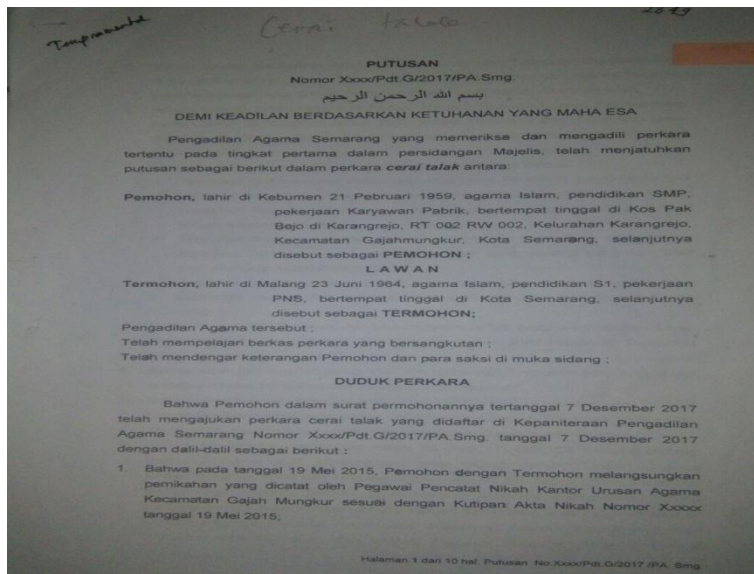 Temprament
Cerai talak
2019
PUTUSAN
Nomor Xxxx/Pdt.G/2017/PA.Smg.
بسم الله الرحمن الرحيم
DEMI KEADILAN BERDASARKAN KETUHANAN YANG MAHA ESA
Pengadilan Agama Semarang yang memeriksa dan mengadili perkara
tertentu pada tingkat pertama dalam persidangan Majelis, telah menjatuhkan
putusan sebagai berikut dalam perkara cerai talak antara:
Pemohon, lahir di Kebumen 21 Pebruari 1959, agama Islam, pendidikan SMP,
pekerjaan Karyawan Pabrik, bertempat tinggal di Kos Pak
Bejo di Karangrejo, RT 002 RW 002, Kelurahan Karangrejo,
Kecamatan Gajahmungkur, Kota Semarang, selanjutnya
disebut sebagai PEMOHON ;
L A W A N
Termohon, lahir di Malang 23 Juni 1964, agama Islam, pendidikan S1, pekerjaan
PNS, bertempat tinggal di Kota Semarang, selanjutnya
disebut sebagai TERMOHON;
Pengadilan Agama tersebut ;
Telah mempelajari berkas perkara yang bersangkutan ;
Telah mendengar keterangan Pemohon dan para saksi di muka sidang ;
DUDUK PERKARA
Bahwa Pemohon dalam surat permohonannya tertanggal 7 Desember 2017
telah mengajukan perkara cerai talak yang didaftar di Kepaniteraan Pengadilan
Agama Semarang Nomor Xxxx/Pdt.G/2017/PA.Smg. tanggal 7 Desember 2017
dengan dalil-dalil sebagai berikut :
1. Bahwa pada tanggal 19 Mei 2015, Pemohon dengan Termohon melangsungkan
pernikahan yang dicatat oleh Pegawai Pencatat Nikah Kantor Urusan Agama
Kecamatan Gajah Mungkur sesuai dengan Kutipan Akta Nikah Nomor Xxxxx
tanggal 19 Mei 2015;
Halaman 1 dari 10 hal. Putusan No.Xxxx/Pdt.G/2017 /PA. Smg